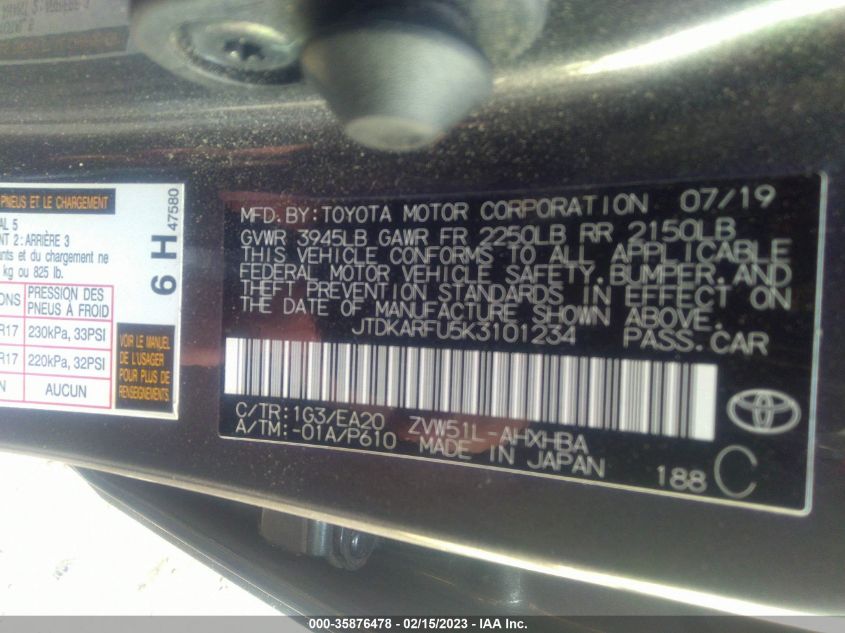 PNEUS ET LE CHARGEMENT
AL 5
NT 2: ARRIÈRE 3
ants et du chargement ne
kg ou 825 lb.
ONS PRESSION DES PNEUS À FROID
R17 230kPa, 33PSI
R17 220kPa, 32PSI
N AUCUN
6 H 47580
VOIR LE MANUEL
DE L'USAGER
POUR PLUS DE
RENSEIGNEMENTS
MFD. BY: TOYOTA MOTOR CORPORATION 07/19
GVWR 3945LB GAWR FR 2250LB RR 2150LB
THIS VEHICLE CONFORMS TO ALL APPLICABLE
FEDERAL MOTOR VEHICLE SAFETY, BUMPER, AND
THEFT PREVENTION STANDARDS IN EFFECT ON
THE DATE OF MANUFACTURE SHOWN ABOVE.
JTDKARFU5K3101234 PASS. CAR
C/TR: 1G3/EA20 ZVW51L-AHXHBA
A/TM: -01A/P610 MADE IN JAPAN
188 C
000-35876478 - 02/15/2023 - IAA Inc.